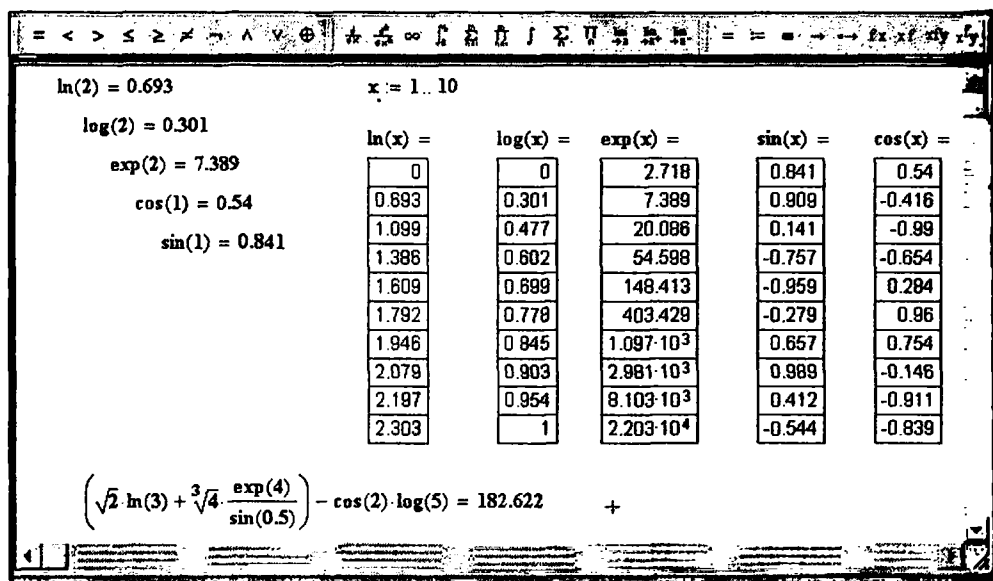 = < > ≤ ≥ ≠ ¬ ∧ ∨ ⊕ ∞ ∫ ∑ ∏ = := ≡ → fx xf xfy
ln(2) = 0.693 x := 1 .. 10
log(2) = 0.301
exp(2) = 7.389
cos(1) = 0.54
sin(1) = 0.841
ln(x) = log(x) = exp(x) = sin(x) = cos(x) =
0 0 2.718 0.841 0.54
0.693 0.301 7.389 0.909 -0.416
1.099 0.477 20.086 0.141 -0.99
1.386 0.602 54.598 -0.757 -0.654
1.609 0.699 148.413 -0.959 0.284
1.792 0.778 403.429 -0.279 0.96
1.946 0 845 1.097·10³ 0.657 0.754
2.079 0.903 2.981·10³ 0.989 -0.146
2.197 0.954 8.103·10³ 0.412 -0.911
2.303 1 2.203·10⁴ -0.544 -0.839
(√2·ln(3) + ∛4·exp(4)/sin(0.5)) − cos(2)·log(5) = 182.622